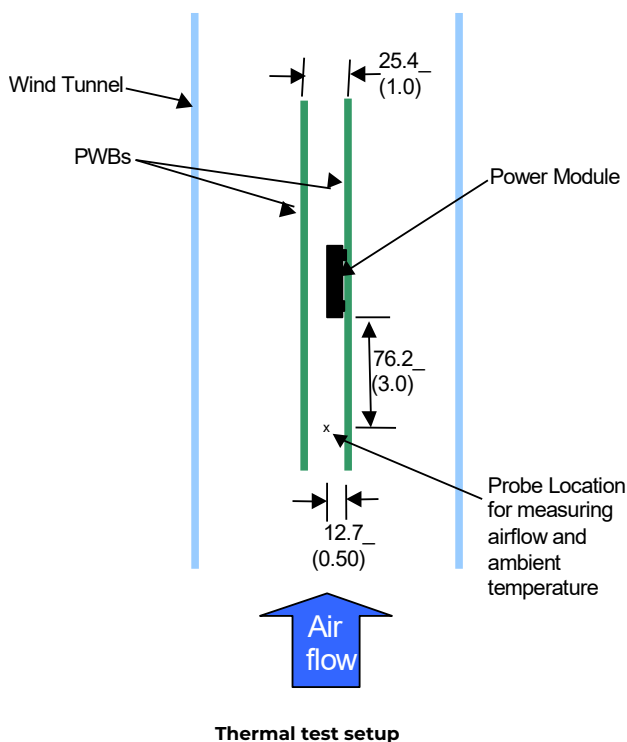 25.4_
(1.0)
Wind Tunnel
PWBs
Power Module
76.2_
(3.0)
x
Probe Location
for measuring
airflow and
ambient
temperature
12.7_
(0.50)
Air
flow
Thermal test setup